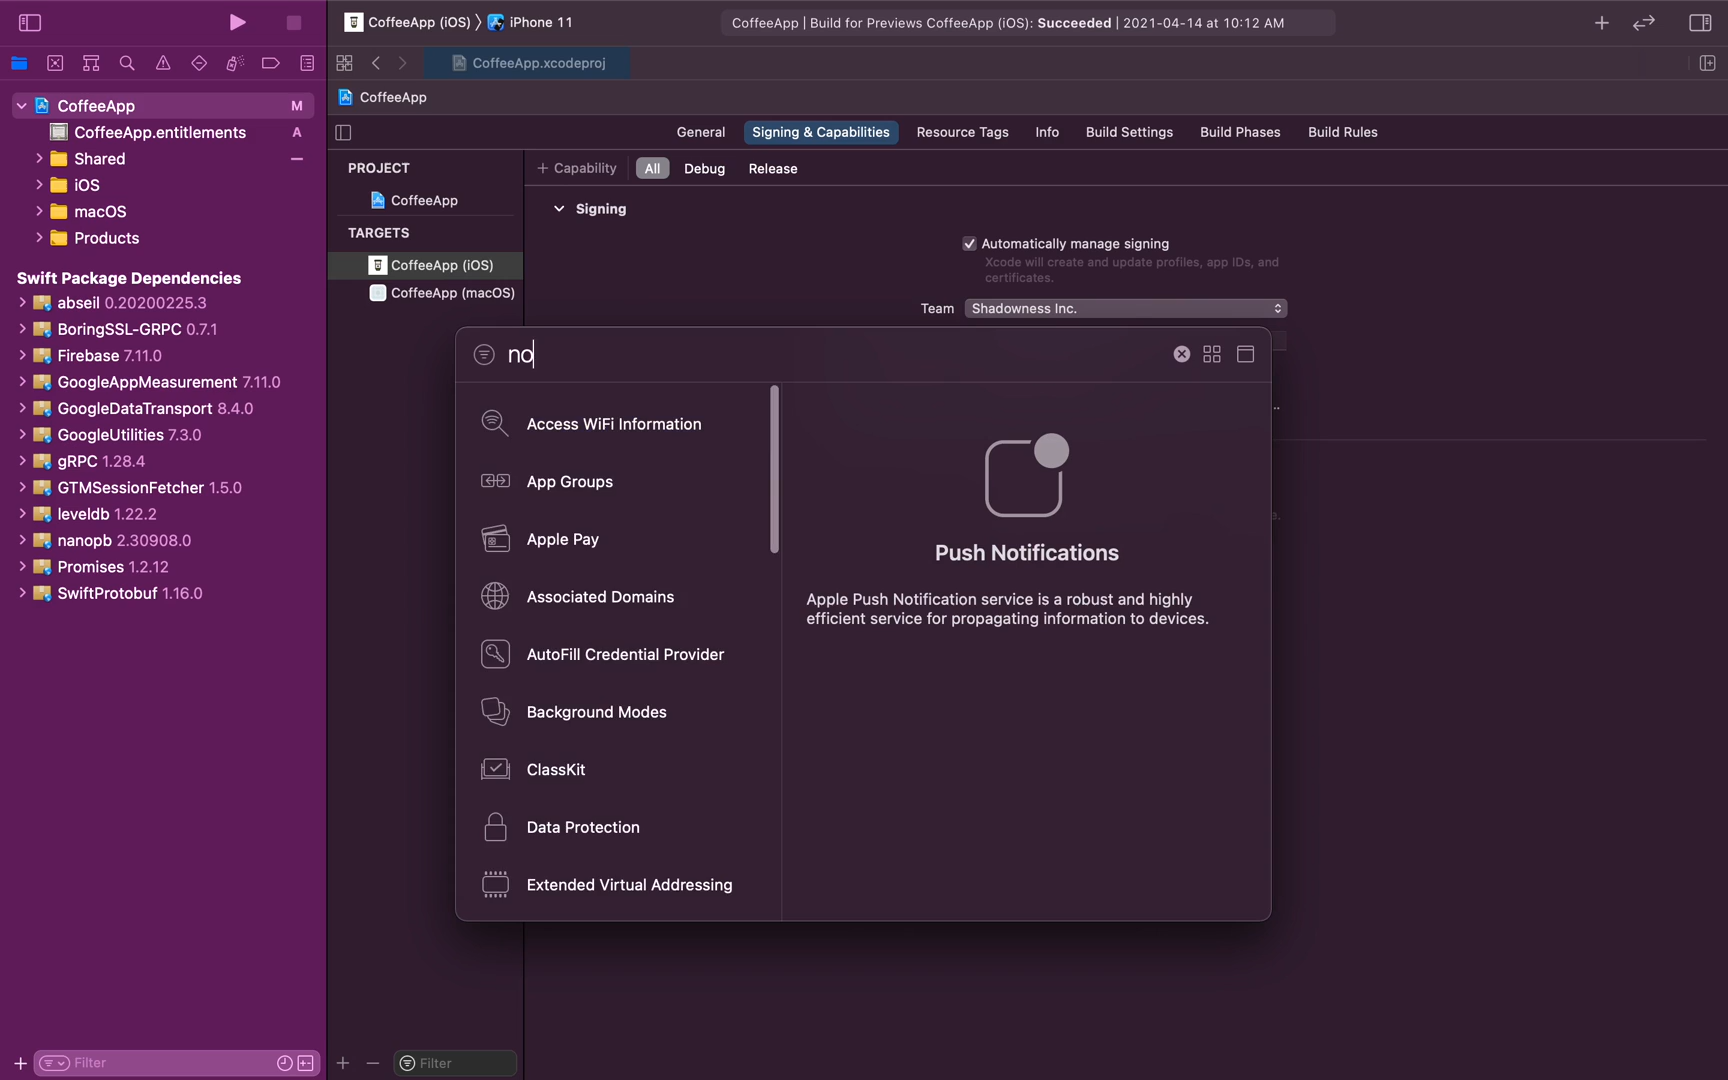 CoffeeApp (iOS) 〉 iPhone 11
CoffeeApp | Build for Previews CoffeeApp (iOS): Succeeded | 2021-04-14 at 10:12 AM
CoffeeApp.xcodeproj
CoffeeApp M
CoffeeApp.entitlements A
Shared
iOS
macOS
Products
Swift Package Dependencies
abseil 0.20200225.3
BoringSSL-GRPC 0.7.1
Firebase 7.11.0
GoogleAppMeasurement 7.11.0
GoogleDataTransport 8.4.0
GoogleUtilities 7.3.0
gRPC 1.28.4
GTMSessionFetcher 1.5.0
leveldb 1.22.2
nanopb 2.30908.0
Promises 1.2.12
SwiftProtobuf 1.16.0
Filter
CoffeeApp
General Signing & Capabilities Resource Tags Info Build Settings Build Phases Build Rules
PROJECT
CoffeeApp
TARGETS
CoffeeApp (iOS)
CoffeeApp (macOS)
Filter
+ Capability All Debug Release
Signing
Automatically manage signing
Xcode will create and update profiles, app IDs, and
certificates.
Team Shadowness Inc.
no
Access WiFi Information
App Groups
Apple Pay
Associated Domains
AutoFill Credential Provider
Background Modes
ClassKit
Data Protection
Extended Virtual Addressing
Push Notifications
Apple Push Notification service is a robust and highly
efficient service for propagating information to devices.